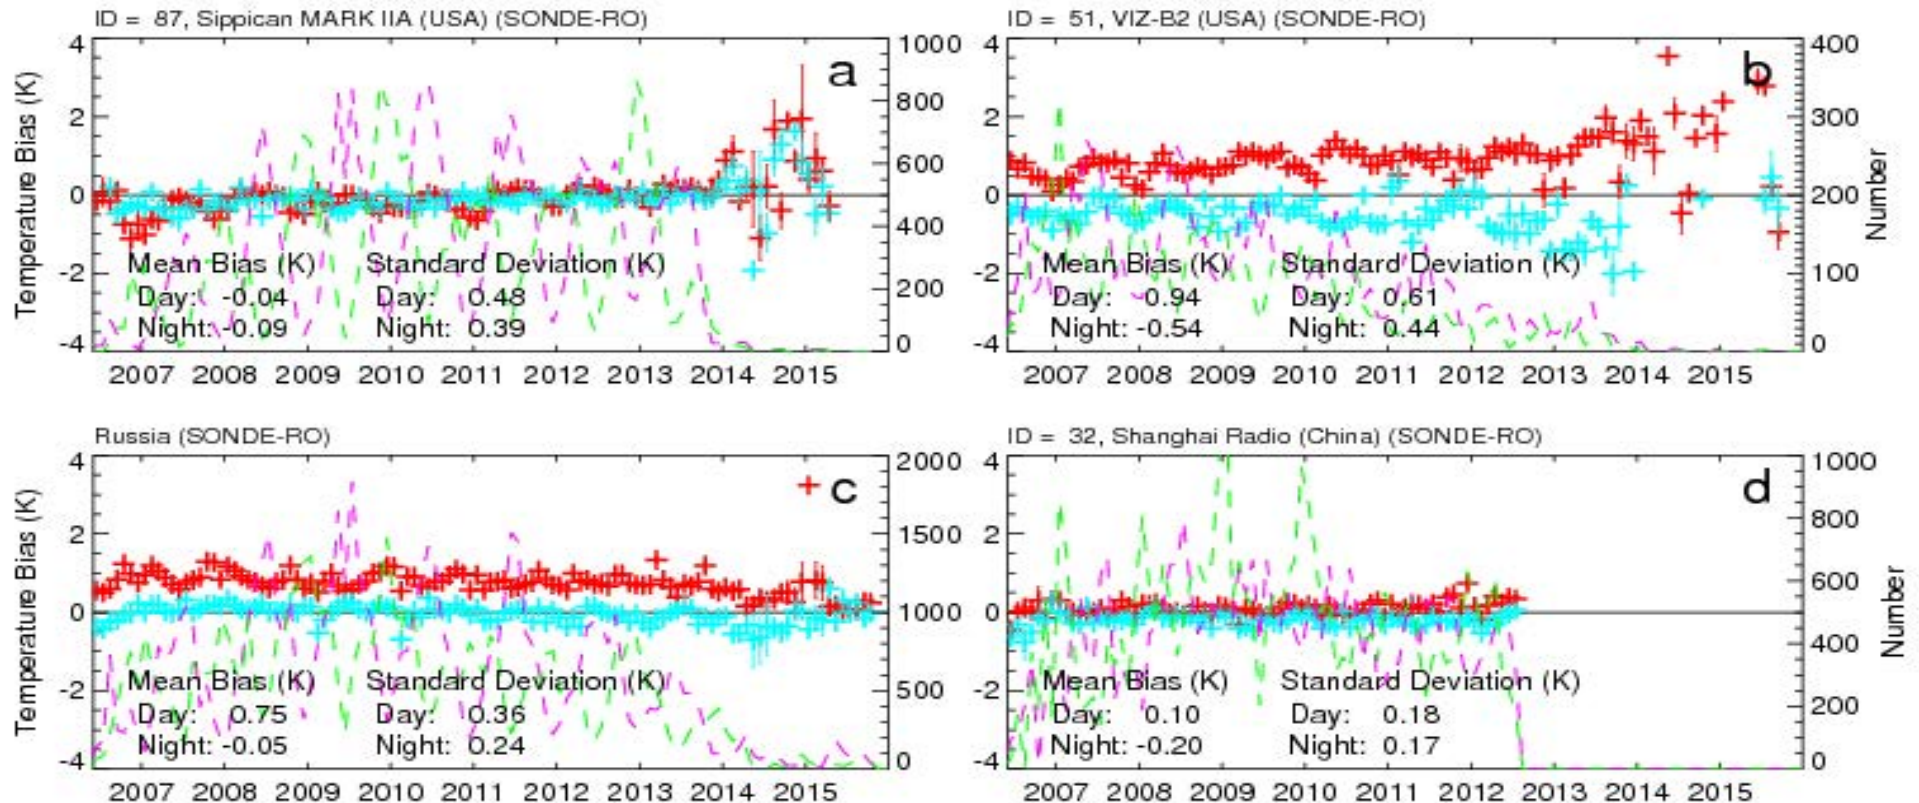 ID = 87, Sippican MARK IIA (USA) (SONDE-RO)
a
Temperature Bias (K)
4
2
0
-2
-4
1000
800
600
400
200
0
Mean Bias (K) Standard Deviation (K)
Day: -0.04 Day: 0.48
Night: -0.09 Night: 0.39
2007 2008 2009 2010 2011 2012 2013 2014 2015
ID = 51, VIZ-B2 (USA) (SONDE-RO)
b
4
2
0
-2
-4
400
300
200
100
0
Number
Mean Bias (K) Standard Deviation (K)
Day: 0.94 Day: 0.61
Night: -0.54 Night: 0.44
2007 2008 2009 2010 2011 2012 2013 2014 2015
Russia (SONDE-RO)
c
Temperature Bias (K)
4
2
0
-2
-4
2000
1500
1000
500
0
Mean Bias (K) Standard Deviation (K)
Day: 0.75 Day: 0.36
Night: -0.05 Night: 0.24
2007 2008 2009 2010 2011 2012 2013 2014 2015
ID = 32, Shanghai Radio (China) (SONDE-RO)
d
4
2
0
-2
-4
1000
800
600
400
200
0
Number
Mean Bias (K) Standard Deviation (K)
Day: 0.10 Day: 0.18
Night: -0.20 Night: 0.17
2007 2008 2009 2010 2011 2012 2013 2014 2015